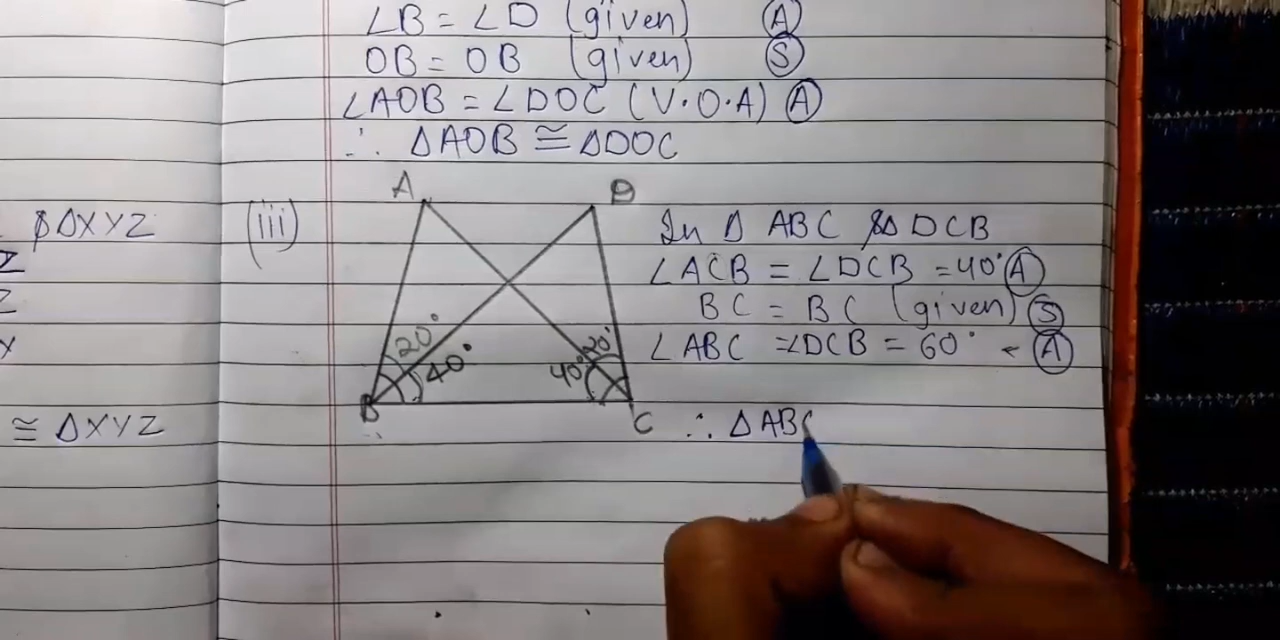 ∠B = ∠D (given) Ⓐ
OB = OB (given) Ⓢ
∠AOB = ∠DOC (V.O.A) Ⓐ
∴ ΔAOB ≅ ΔDOC
ΔXYZ
Z
Z
X
≅ ΔXYZ
(iii)
A
D
20°
40°
40°
20°
B
C
In Δ ABC & Δ DCB
∠ACB = ∠DCB = 40° Ⓐ
BC = BC (given) Ⓢ
∠ABC = ∠DCB = 60° - Ⓐ
∴ ΔABC